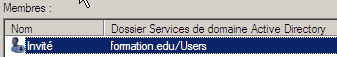 Membres :
Nom Dossier Services de domaine Active Directory
Invité formation.edu/Users